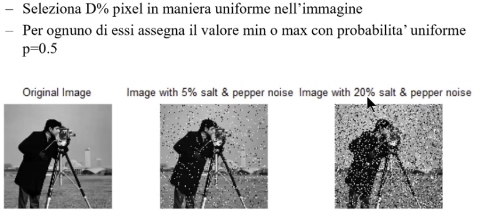 – Seleziona D% pixel in maniera uniforme nell'immagine
– Per ognuno di essi assegna il valore min o max con probabilita' uniforme
p=0.5
Original Image
Image with 5% salt & pepper noise
Image with 20% salt & pepper noise